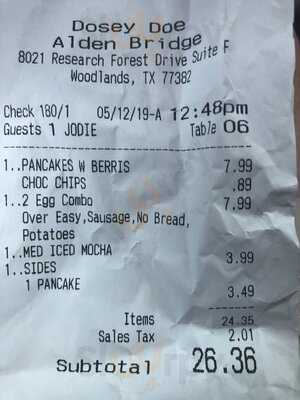 Dosey Doe
Alden Bridge
8021 Research Forest Drive Suite F
Woodlands, TX 77382
Check 180/1 05/12/19-A 12:48pm
Guests 1 JODIE Table 06
1..PANCAKES W BERRIS 7.99
CHOC CHIPS .89
1..2 Egg Combo 7.99
Over Easy,Sausage,No Bread,
Potatoes
1..MED ICED MOCHA 3.99
1..SIDES
1 PANCAKE 3.49
Items 24.35
Sales Tax 2.01
Subtotal 26.36